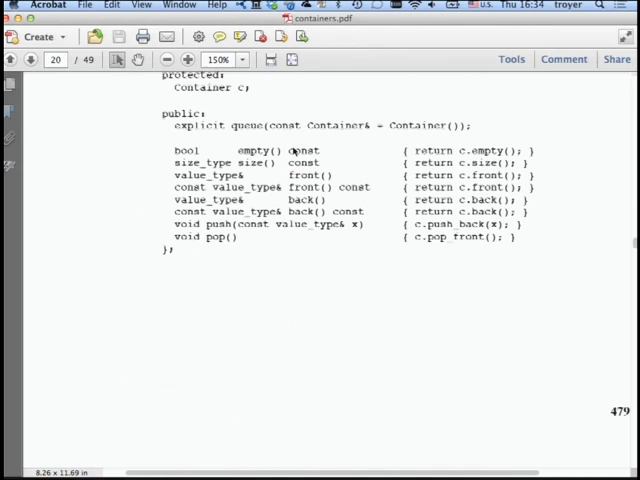 Acrobat File Edit View Window Help U.S. Thu 16:34 troyer
containers.pdf
Create
20 / 49 150% Tools Comment Share
protected:
Container c;
public:
explicit queue(const Container& = Container());
bool empty() const { return c.empty(); }
size_type size() const { return c.size(); }
value_type& front() { return c.front(); }
const value_type& front() const { return c.front(); }
value_type& back() { return c.back(); }
const value_type& back() const { return c.back(); }
void push(const value_type& x) { c.push_back(x); }
void pop() { c.pop_front(); }
};
479
8.26 x 11.69 in